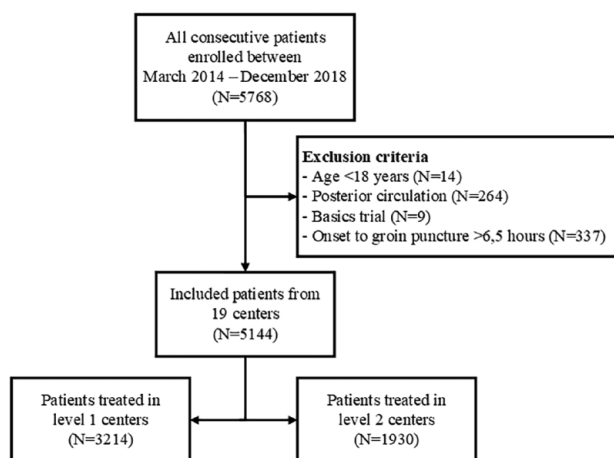 All consecutive patients
enrolled between
March 2014 – December 2018
(N=5768)
Exclusion criteria
- Age <18 years (N=14)
- Posterior circulation (N=264)
- Basics trial (N=9)
- Onset to groin puncture >6,5 hours (N=337)
Included patients from
19 centers
(N=5144)
Patients treated in
level 1 centers
(N=3214)
Patients treated in
level 2 centers
(N=1930)